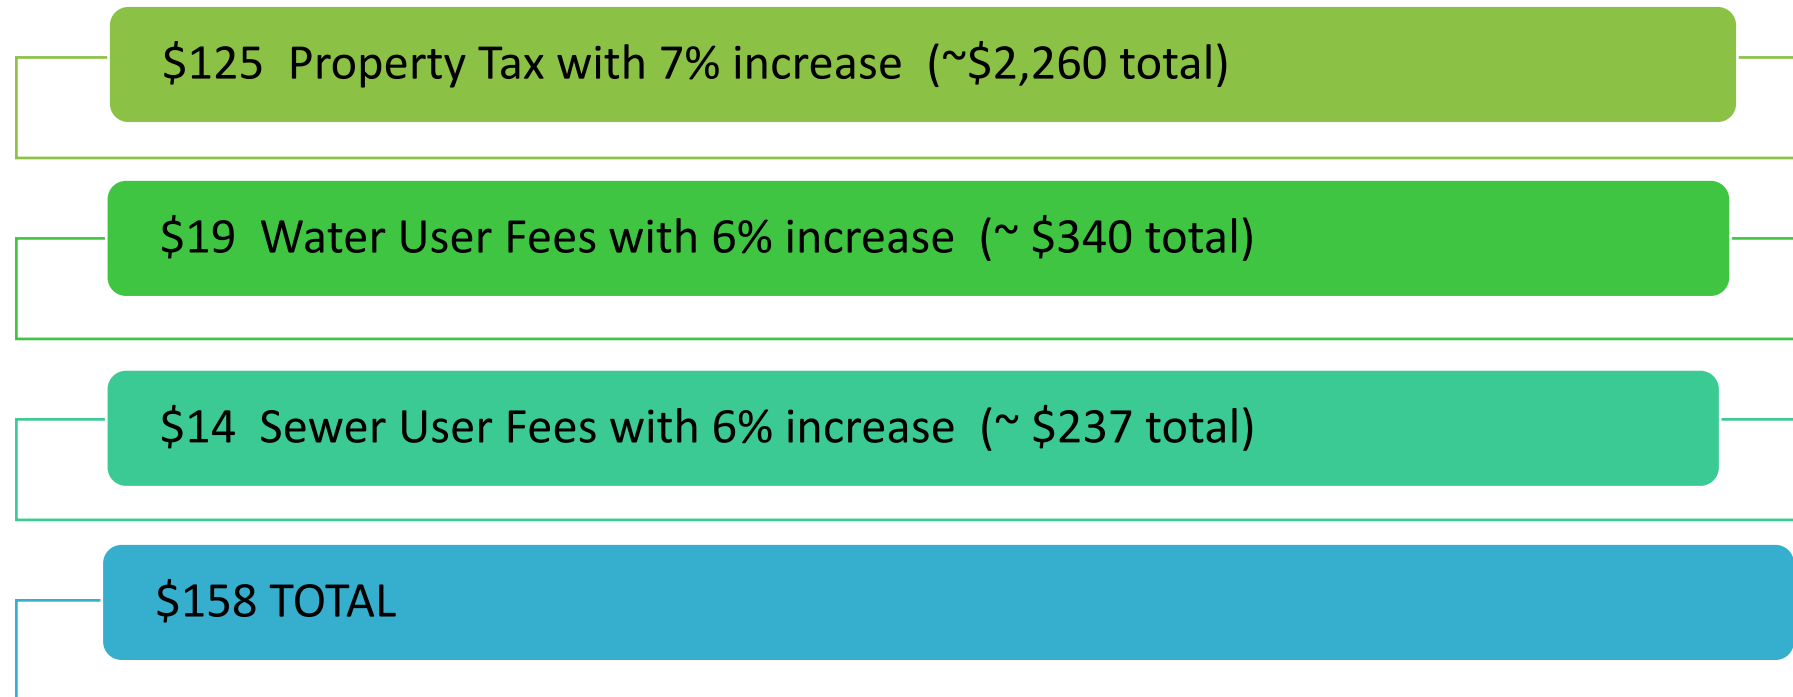 $125  Property Tax with 7% increase  (~$2,260 total)
$19  Water User Fees with 6% increase  (~ $340 total)
$14  Sewer User Fees with 6% increase  (~ $237 total)
$158 TOTAL